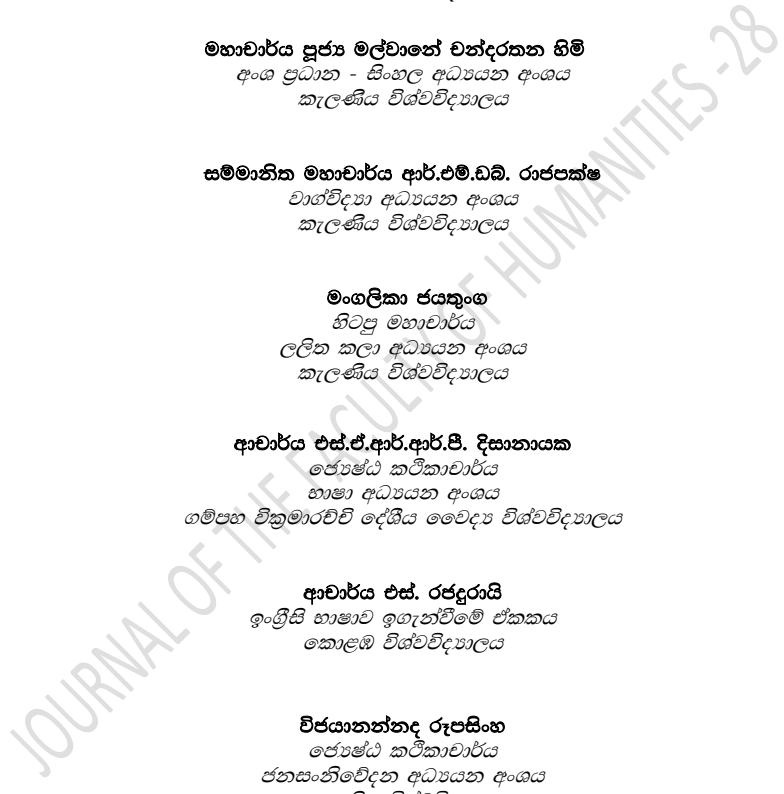 මහාචාර්ය පූජ්‍ය මල්වානේ චන්දරතන හිමි
අංශ ප්‍රධාන - සිංහල අධ්‍යයන අංශය
කැලණිය විශ්වවිද්‍යාලය
සම්මානිත මහාචාර්ය ආර්.එම්.ඩබ්. රාජපක්ෂ
වාග්විද්‍යා අධ්‍යයන අංශය
කැලණිය විශ්වවිද්‍යාලය
මංගලිකා ජයතුංග
හිටපු මහාචාර්ය
ලලිත කලා අධ්‍යයන අංශය
කැලණිය විශ්වවිද්‍යාලය
ආචාර්ය එස්.ඒ.ආර්.ආර්.පී. දිසානායක
ජ්‍යෙෂ්ඨ කථිකාචාර්ය
භාෂා අධ්‍යයන අංශය
ගම්පහ වික්‍රමාරච්චි දේශීය වෛද්‍ය විශ්වවිද්‍යාලය
ආචාර්ය එස්. රජදුරායි
ඉංග්‍රීසි භාෂාව ඉගැන්වීමේ ඒකකය
කොළඹ විශ්වවිද්‍යාලය
විජයානන්නද රූපසිංහ
ජ්‍යෙෂ්ඨ කථිකාචාර්ය
ජනසංනිවේදන අධ්‍යයන අංශය
JOURNAL OF THE FACULTY OF HUMANITIES -28